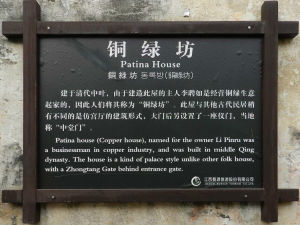 铜绿坊
Patina House
銅綠坊 동록방(銅綠坊)
建于清代中叶，由于建造此屋的主人李聘如是经营铜绿生意
起家的，因此人们将其称为“铜绿坊”。此屋与其他古代民居稍
有不同的是仿宫厅的建筑形式，大门后另设置了一座仪门，当地
称“中堂门”。
Patina house (Copper house), named for the owner Li Pinru was
a businessman in copper industry, and was built in middle Qing
dynasty. The house is a kind of palace style unlike other folk house,
with a Zhongtang Gate behind entrance gate.